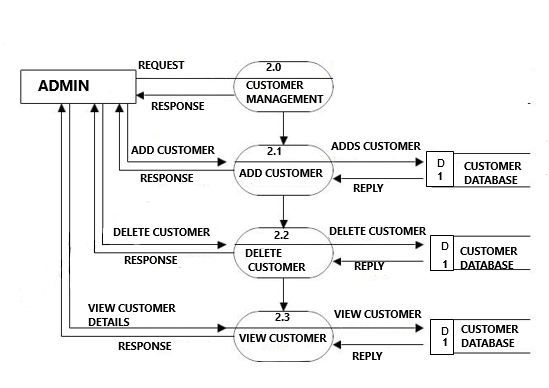 REQUEST
2.0
ADMIN
CUSTOMER
MANAGEMENT
RESPONSE
ADD CUSTOMER
2.1
ADDS CUSTOMER
D
1
CUSTOMER
DATABASE
ADD CUSTOMER
RESPONSE
REPLY
DELETE CUSTOMER
2.2
DELETE CUSTOMER
D
1
CUSTOMER
DATABASE
DELETE
CUSTOMER
RESPONSE
REPLY
VIEW CUSTOMER
DETAILS
2.3
VIEW CUSTOMER
D
1
CUSTOMER
DATABASE
VIEW CUSTOMER
RESPONSE
REPLY